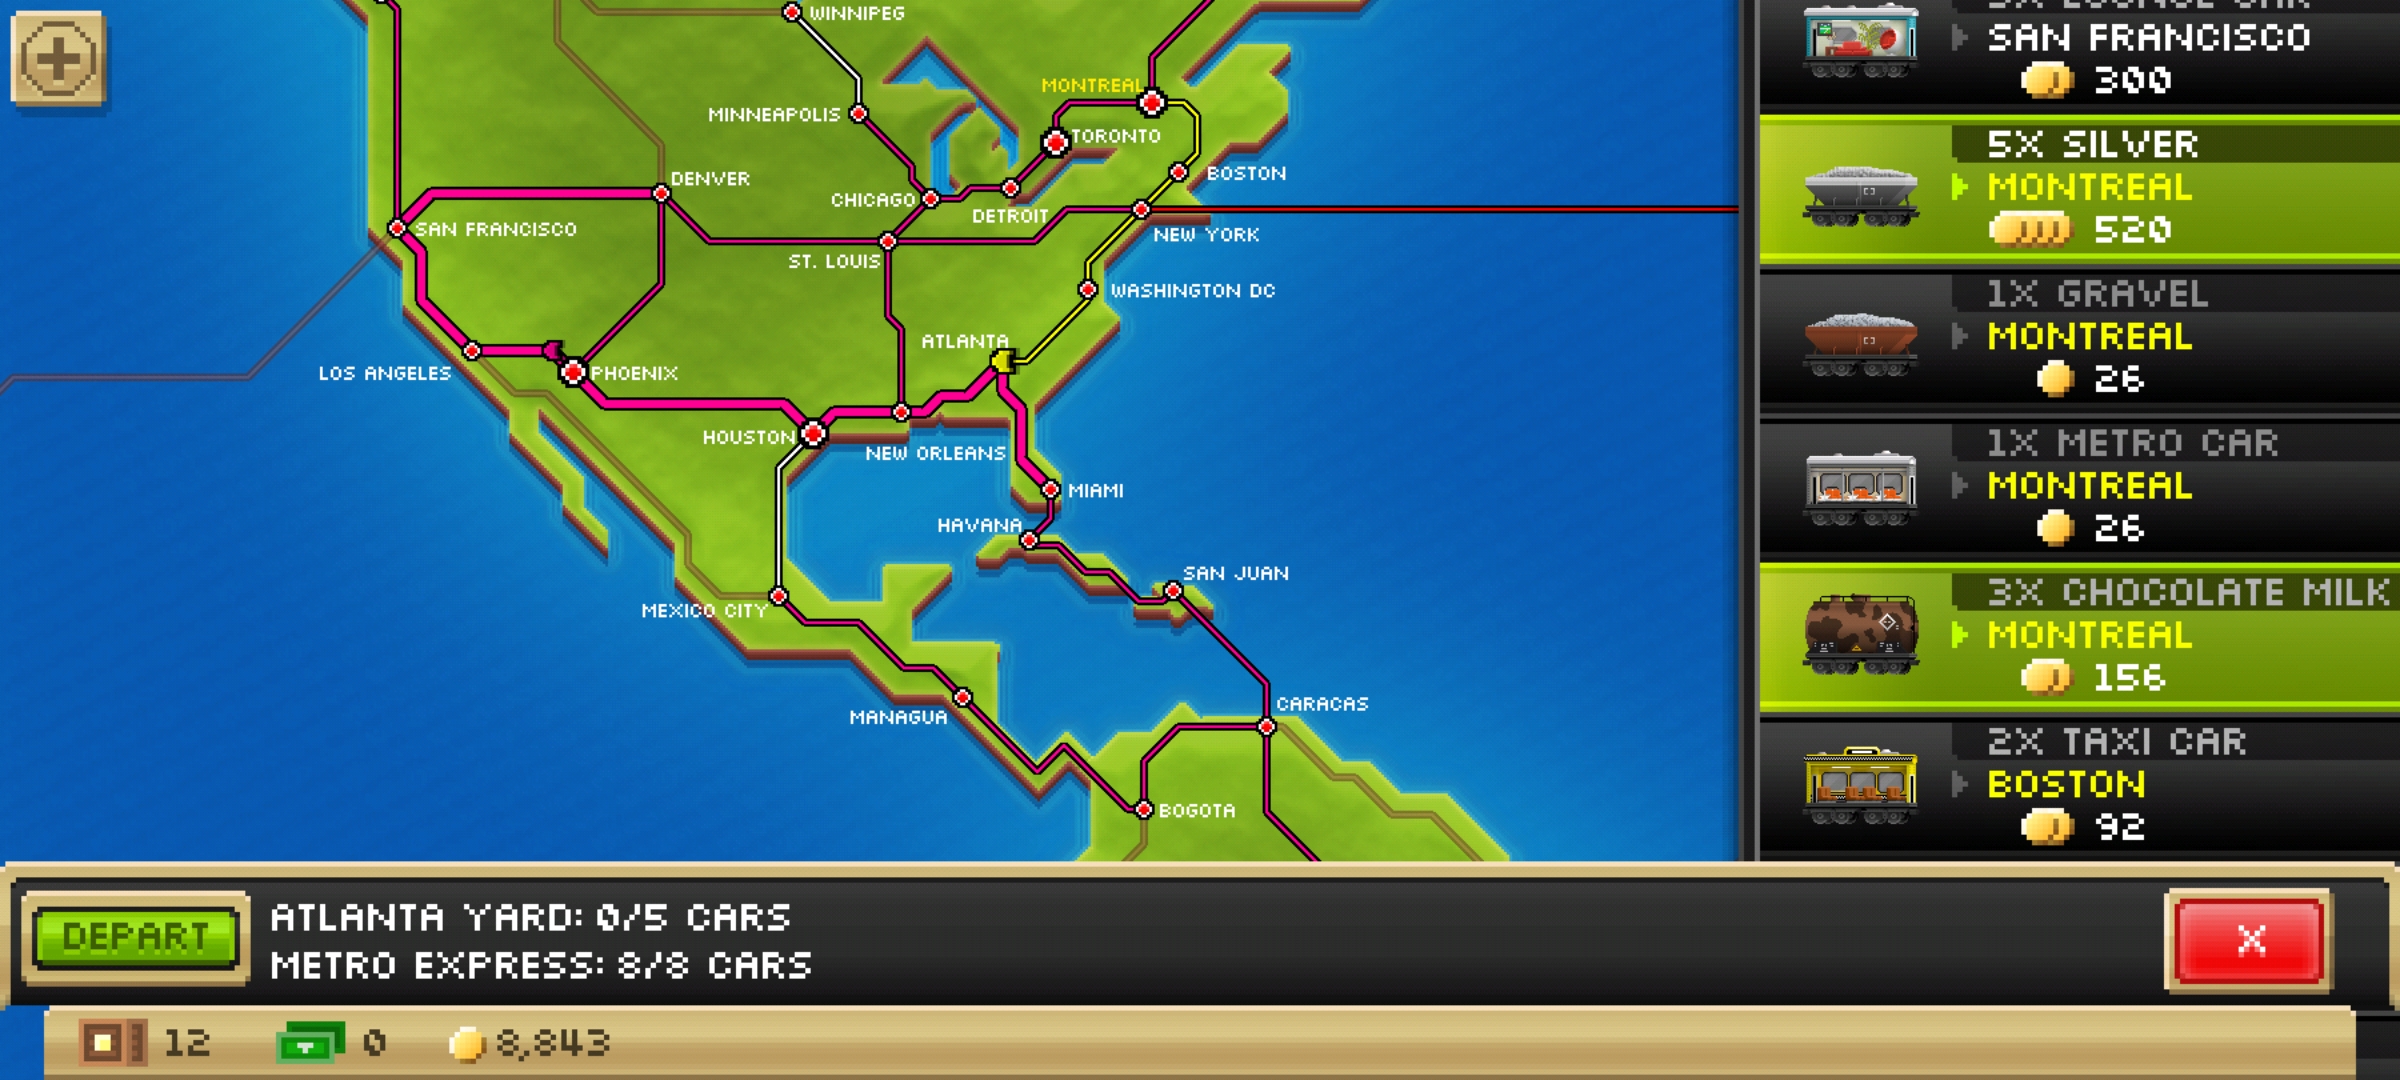 WINNIPEG
MINNEAPOLIS
MONTREAL
TORONTO
BOSTON
CHICAGO
DETROIT
NEW YORK
DENVER
SAN FRANCISCO
ST. LOUIS
WASHINGTON DC
ATLANTA
LOS ANGELES
PHOENIX
HOUSTON
NEW ORLEANS
MIAMI
HAVANA
SAN JUAN
MEXICO CITY
MANAGUA
CARACAS
BOGOTA
SAN FRANCISCO
300
5X SILVER
MONTREAL
520
1X GRAVEL
MONTREAL
26
1X METRO CAR
MONTREAL
26
3X CHOCOLATE MILK
MONTREAL
156
2X TAXI CAR
BOSTON
92
DEPART
ATLANTA YARD: 0/5 CARS
METRO EXPRESS: 8/8 CARS
X
12
0
8,843